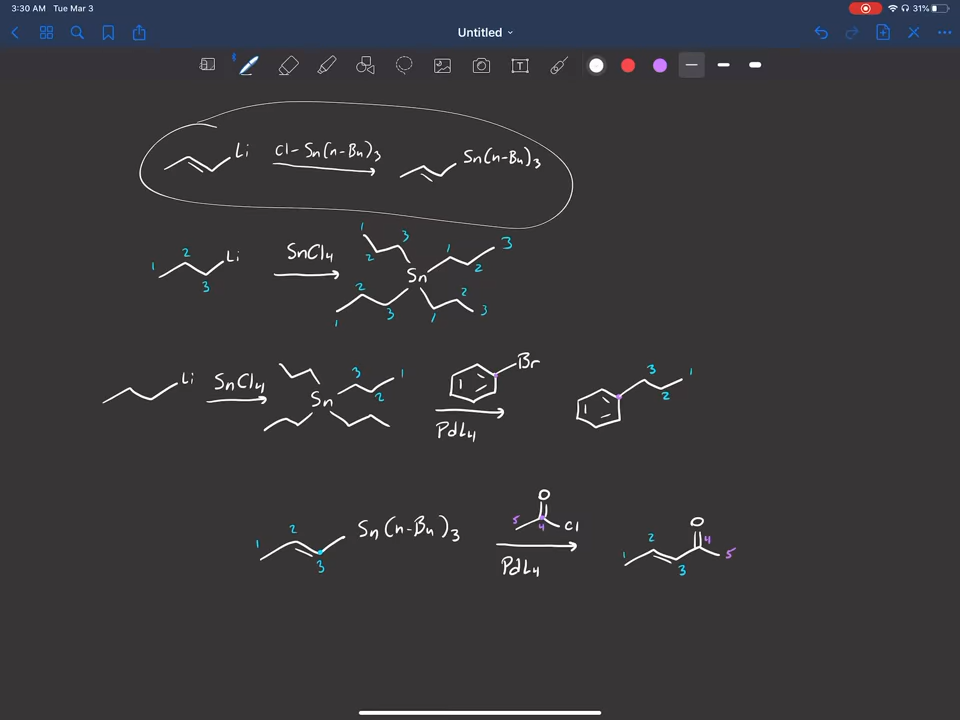 3:30 AM Tue Mar 3
31%
Untitled
T
Li Cl-Sn(n-Bu)3 Sn(n-Bu)3
1 2 3 Li SnCl4 Sn 1 2 3 1 2 3 1 2 3 1 2 3
Li SnCl4 Sn 3 2 1 Br PdL4 3 2 1
1 2 3 Sn(n-Bu)3 O 5 4 Cl PdL4 1 2 3 O 4 5